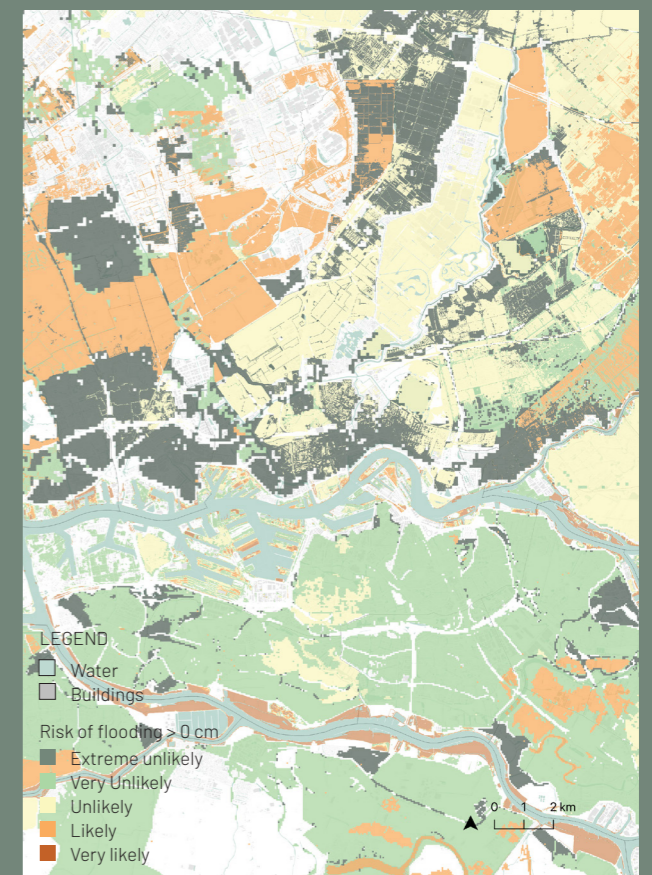 LEGEND
Water
Buildings
Risk of flooding > 0 cm
Extreme unlikely
Very Unlikely
Unlikely
Likely
Very likely
0 1 2 km